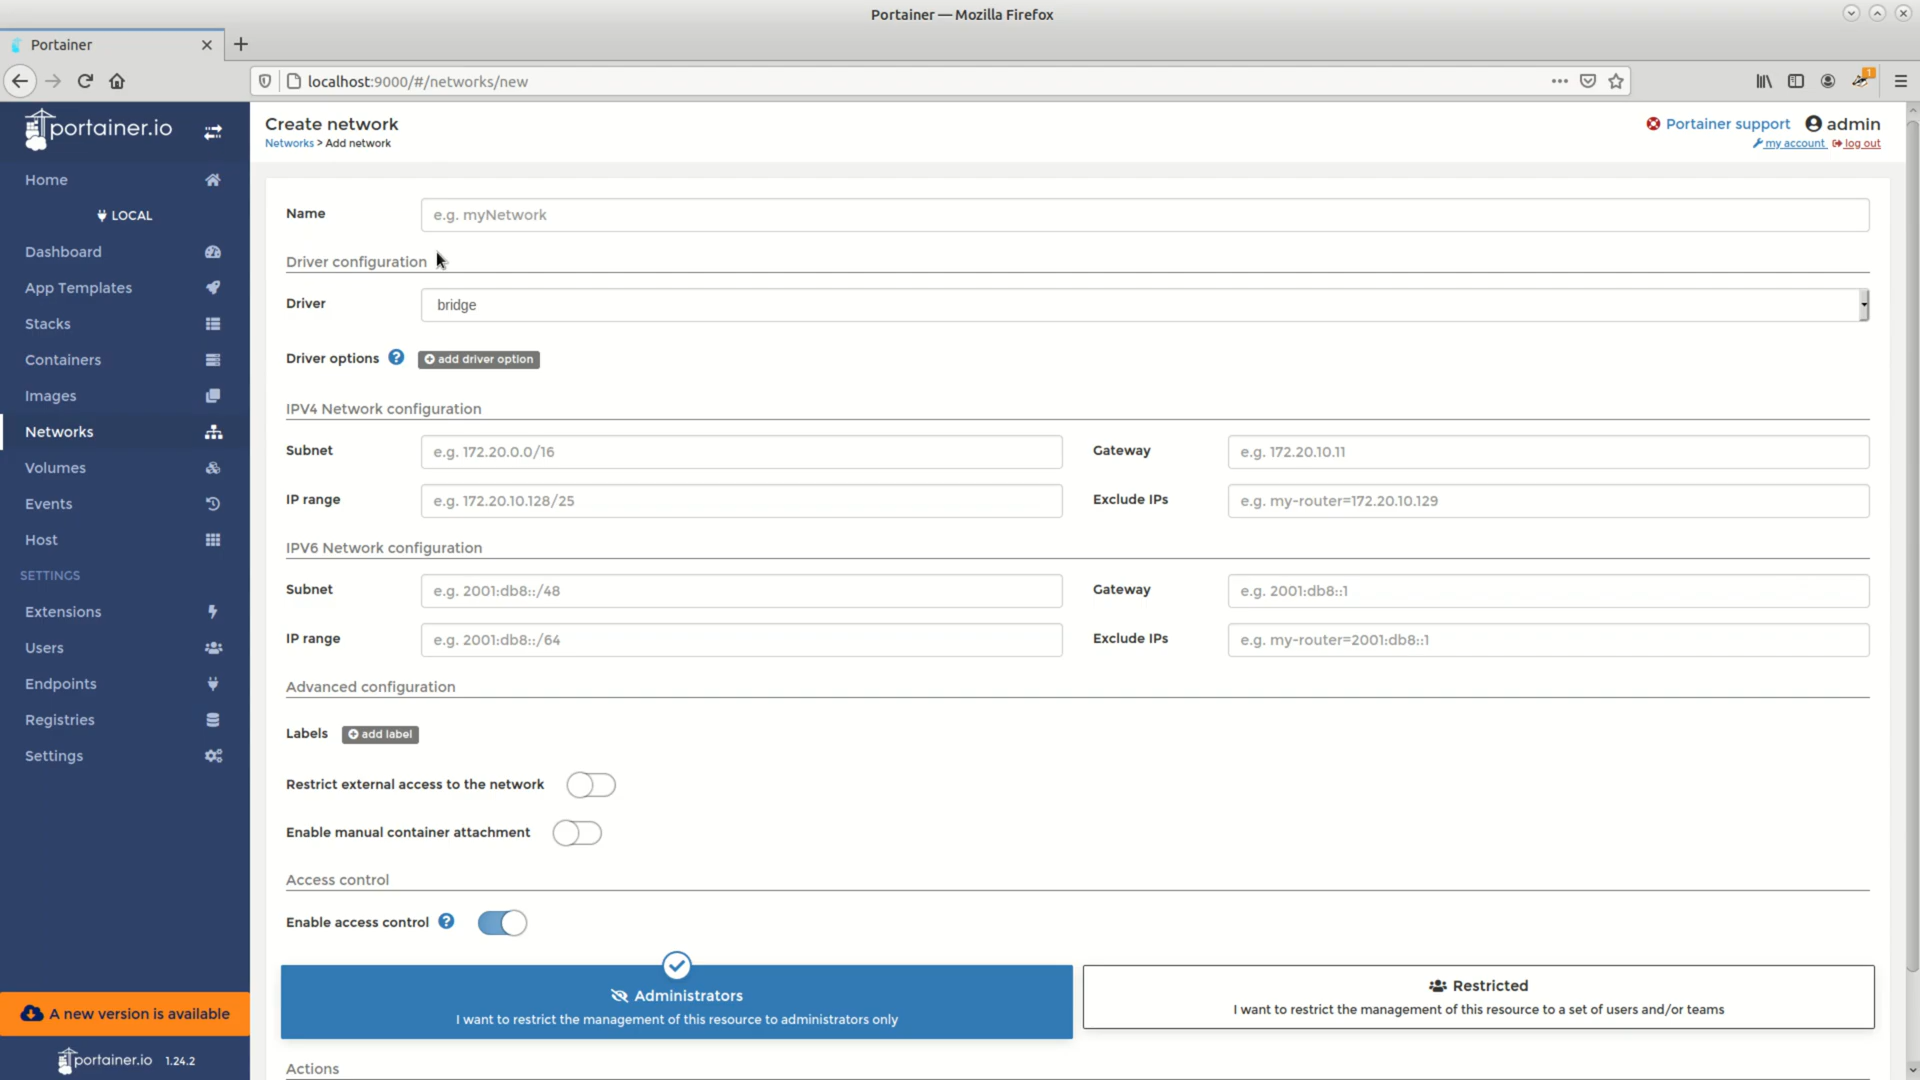 Portainer — Mozilla Firefox
Portainer
localhost:9000/#/networks/new
1
portainer.io
Create network
Networks > Add network
Portainer support
admin
my account
log out
Home
LOCAL
Dashboard
App Templates
Stacks
Containers
Images
Networks
Volumes
Events
Host
SETTINGS
Extensions
Users
Endpoints
Registries
Settings
A new version is available
portainer.io 1.24.2
Name
e.g. myNetwork
Driver configuration
Driver
bridge
Driver options
add driver option
IPV4 Network configuration
Subnet
e.g. 172.20.0.0/16
Gateway
e.g. 172.20.10.11
IP range
e.g. 172.20.10.128/25
Exclude IPs
e.g. my-router=172.20.10.129
IPV6 Network configuration
Subnet
e.g. 2001:db8::/48
Gateway
e.g. 2001:db8::1
IP range
e.g. 2001:db8::/64
Exclude IPs
e.g. my-router=2001:db8::1
Advanced configuration
Labels
add label
Restrict external access to the network
Enable manual container attachment
Access control
Enable access control
Administrators
I want to restrict the management of this resource to administrators only
Restricted
I want to restrict the management of this resource to a set of users and/or teams
Actions